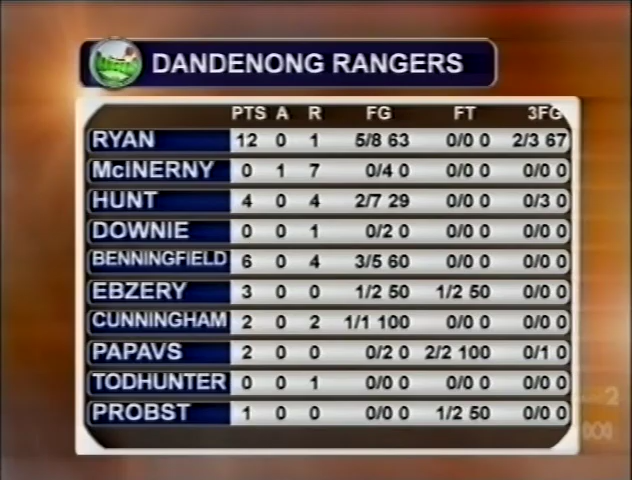 DANDENONG RANGERS
PTS A R FG FT 3FG
RYAN 12 0 1 5/8 63 0/0 0 2/3 67
McINERNY 0 1 7 0/4 0 0/0 0 0/0 0
HUNT 4 0 4 2/7 29 0/0 0 0/3 0
DOWNIE 0 0 1 0/2 0 0/0 0 0/0 0
BENNINGFIELD 6 0 4 3/5 60 0/0 0 0/0 0
EBZERY 3 0 0 1/2 50 1/2 50 0/0 0
CUNNINGHAM 2 0 2 1/1 100 0/0 0 0/0 0
PAPAVS 2 0 0 0/2 0 2/2 100 0/1 0
TODHUNTER 0 0 1 0/0 0 0/0 0 0/0 0
PROBST 1 0 0 0/0 0 1/2 50 0/0 0
2